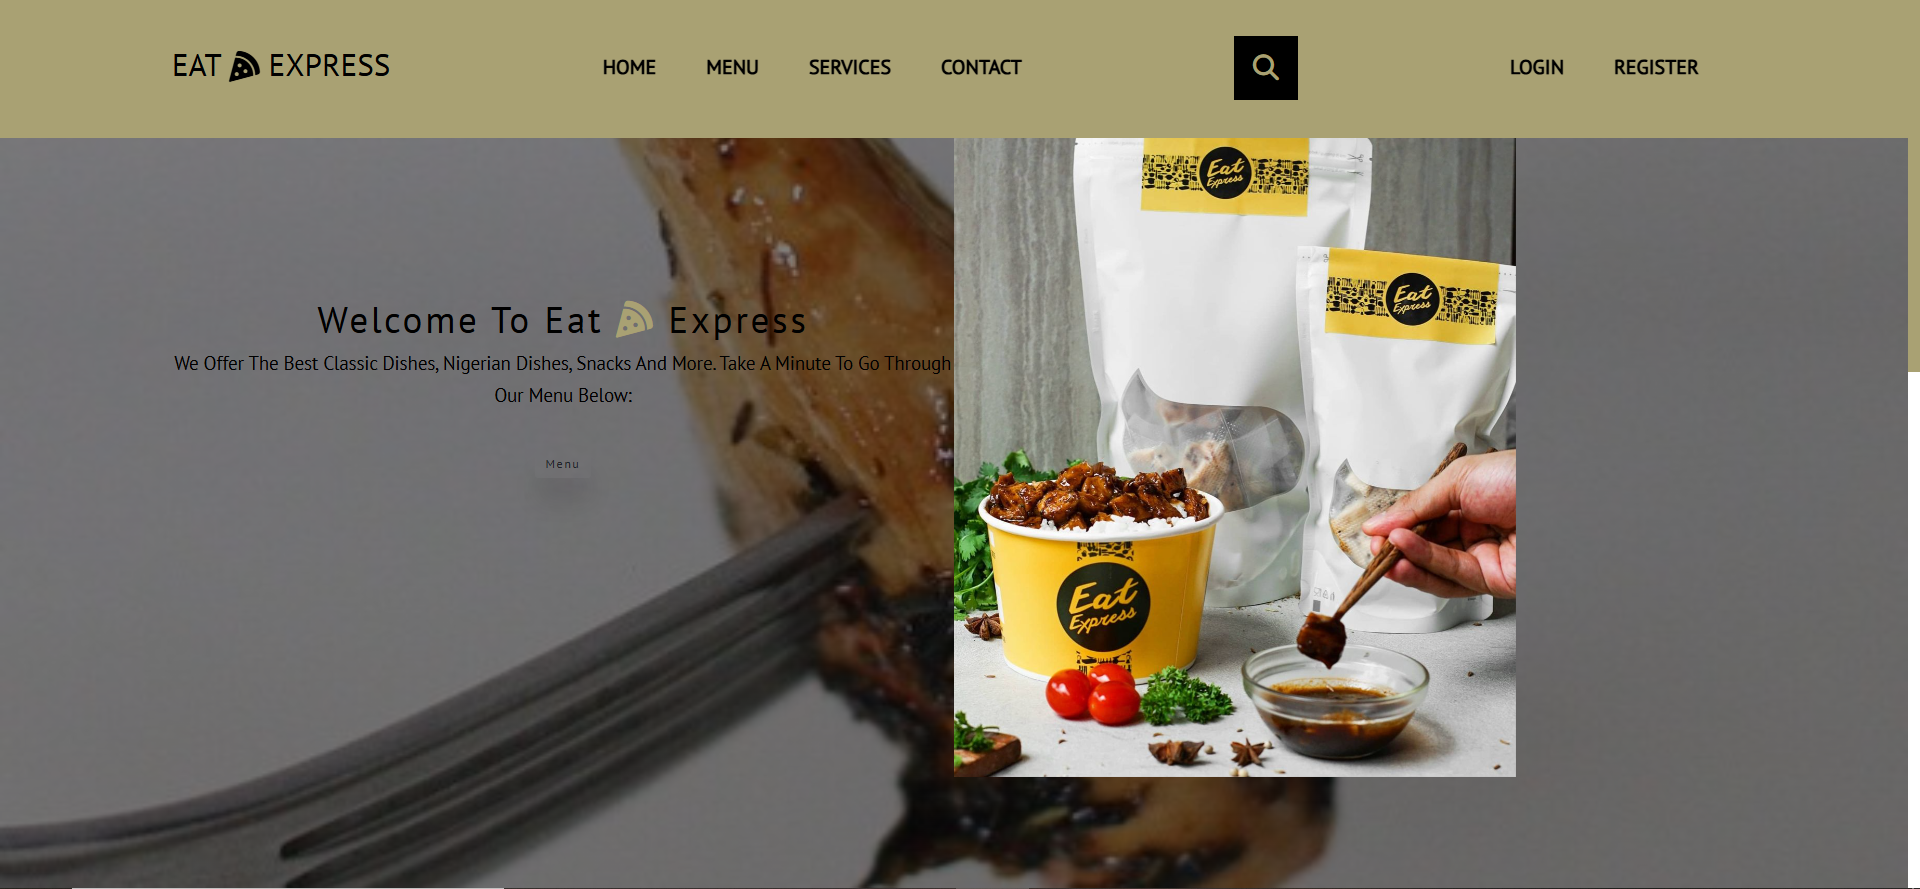 EAT EXPRESS
HOME MENU SERVICES CONTACT
LOGIN REGISTER
Welcome To Eat Express
We Offer The Best Classic Dishes, Nigerian Dishes, Snacks And More. Take A Minute To Go Through
Our Menu Below:
Menu
Eat
Express
Eat
Express
Eat
Express